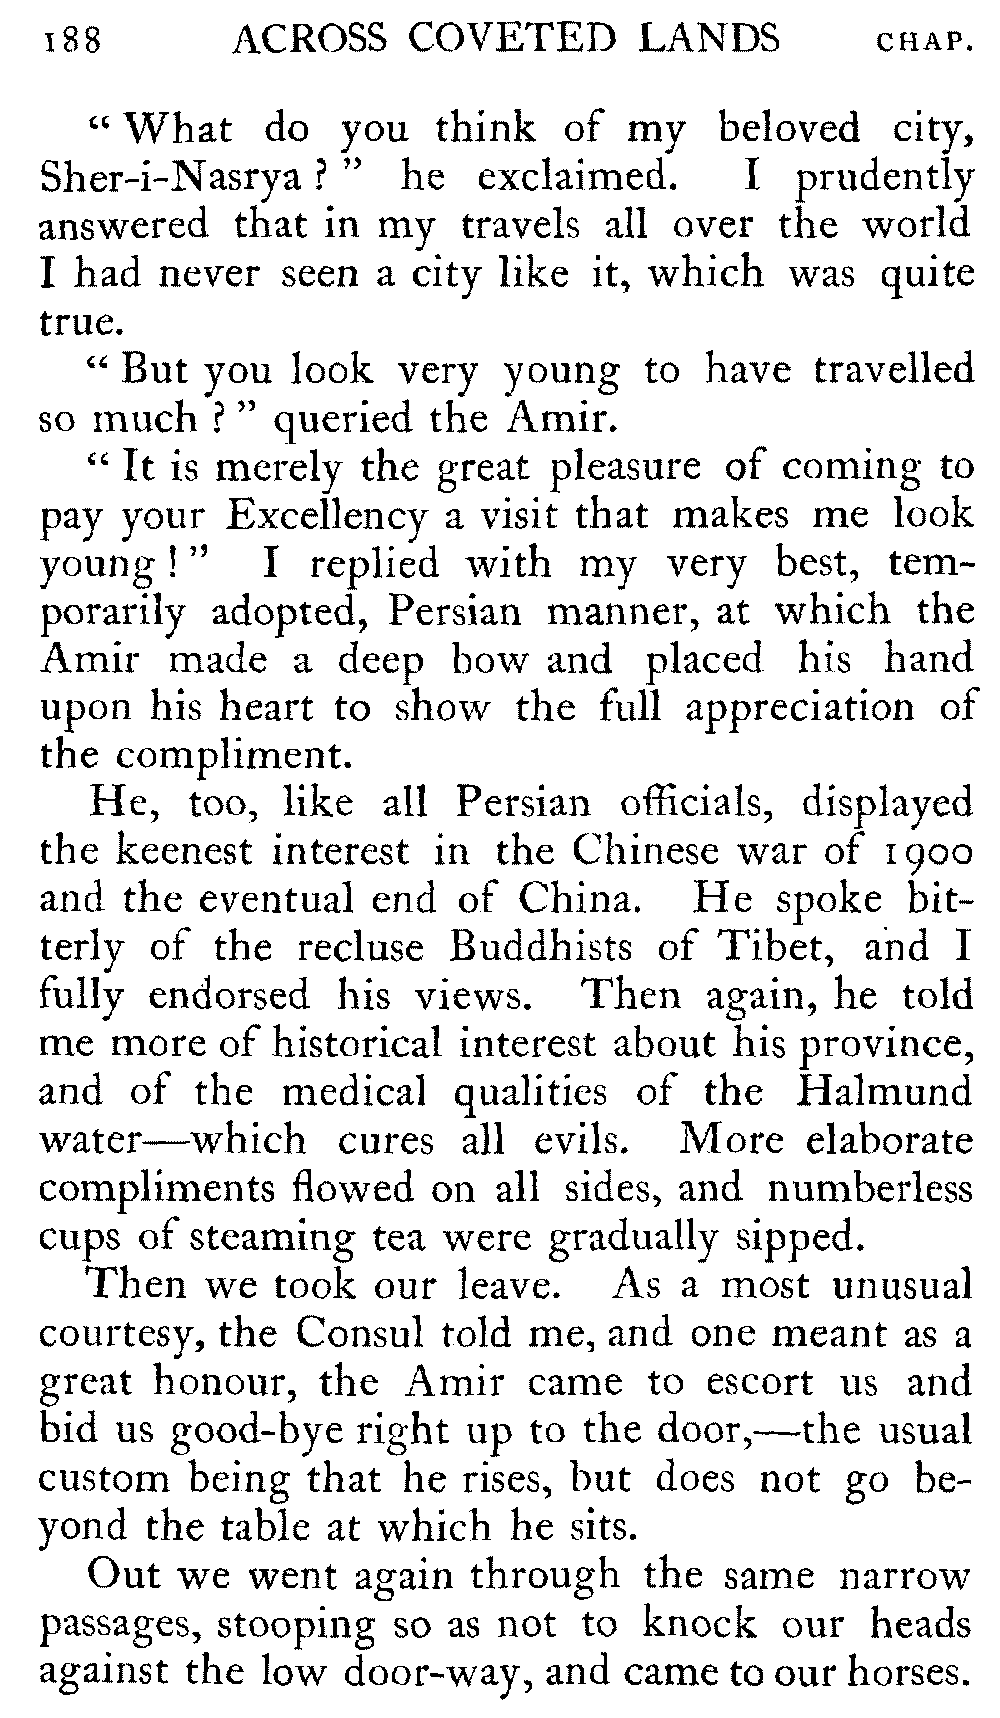 188 ACROSS COVETED LANDS CHAP.
“ What do you think of my beloved city,
Sher-i-Nasrya ? ” he exclaimed. I prudently
answered that in my travels all over the world
I had never seen a city like it, which was quite
true.
“ But you look very young to have travelled
so much ? ” queried the Amir.
“ It is merely the great pleasure of coming to
pay your Excellency a visit that makes me look
young ! ” I replied with my very best, tem-
porarily adopted, Persian manner, at which the
Amir made a deep bow and placed his hand
upon his heart to show the full appreciation of
the compliment.
He, too, like all Persian officials, displayed
the keenest interest in the Chinese war of 1900
and the eventual end of China. He spoke bit-
terly of the recluse Buddhists of Tibet, and I
fully endorsed his views. Then again, he told
me more of historical interest about his province,
and of the medical qualities of the Halmund
water—which cures all evils. More elaborate
compliments flowed on all sides, and numberless
cups of steaming tea were gradually sipped.
Then we took our leave. As a most unusual
courtesy, the Consul told me, and one meant as a
great honour, the Amir came to escort us and
bid us good-bye right up to the door,—the usual
custom being that he rises, but does not go be-
yond the table at which he sits.
Out we went again through the same narrow
passages, stooping so as not to knock our heads
against the low door-way, and came to our horses.